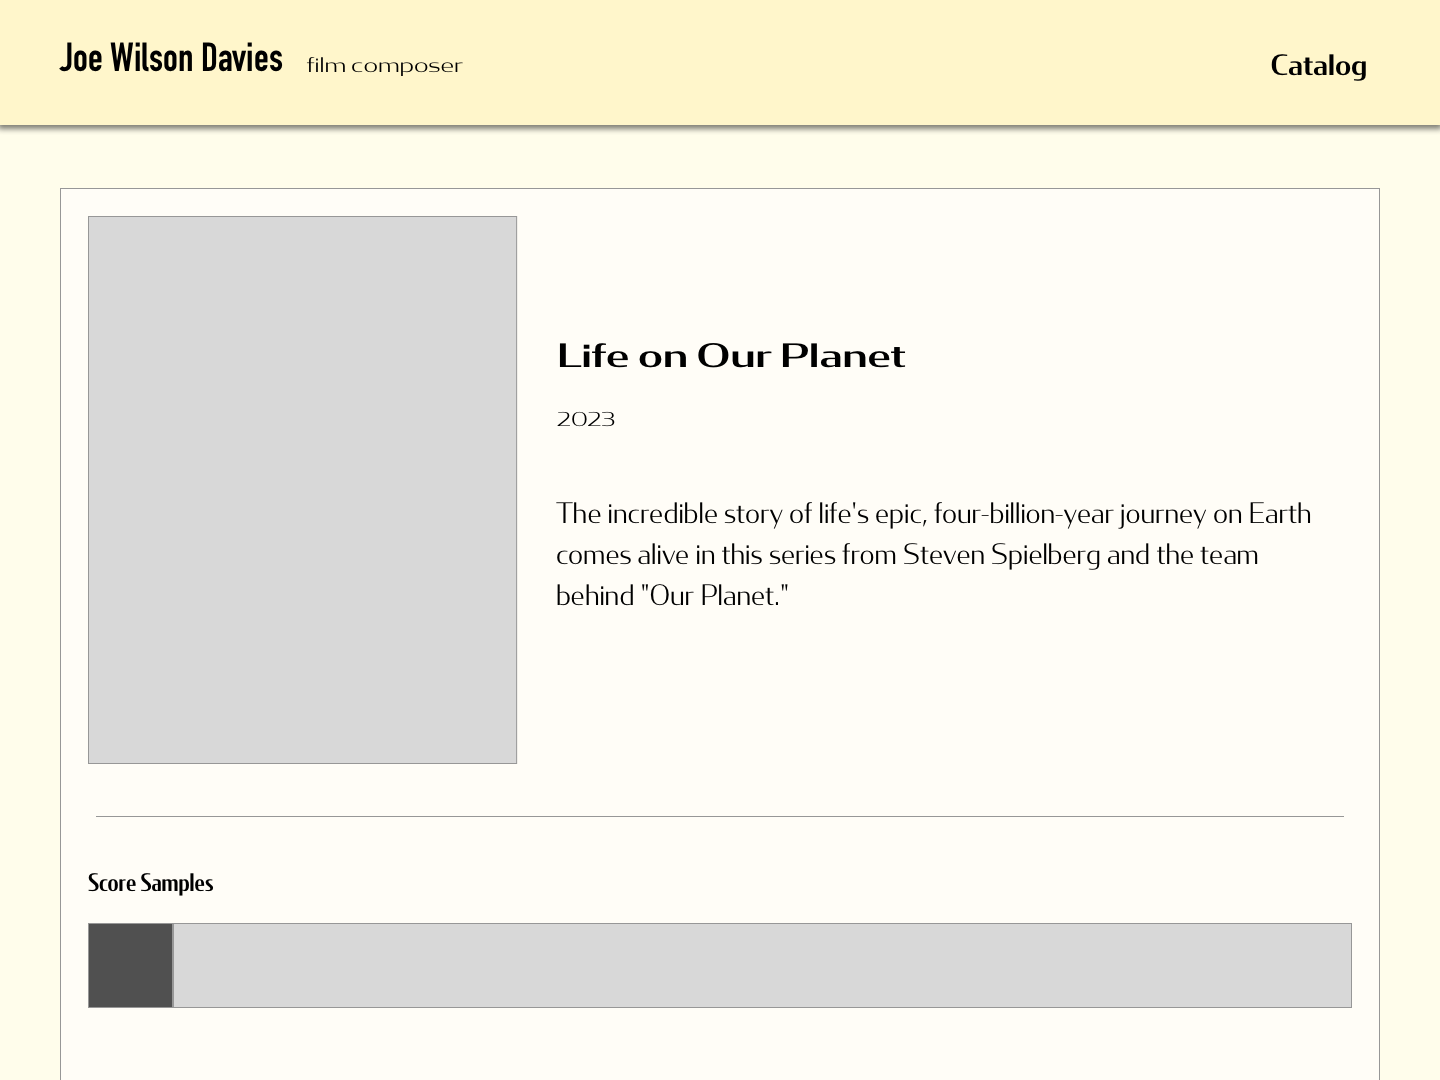 Joe Wilson Davies film composer Catalog
Life on Our Planet
2023
The incredible story of life's epic, four-billion-year journey on Earth
comes alive in this series from Steven Spielberg and the team
behind "Our Planet."
Score Samples